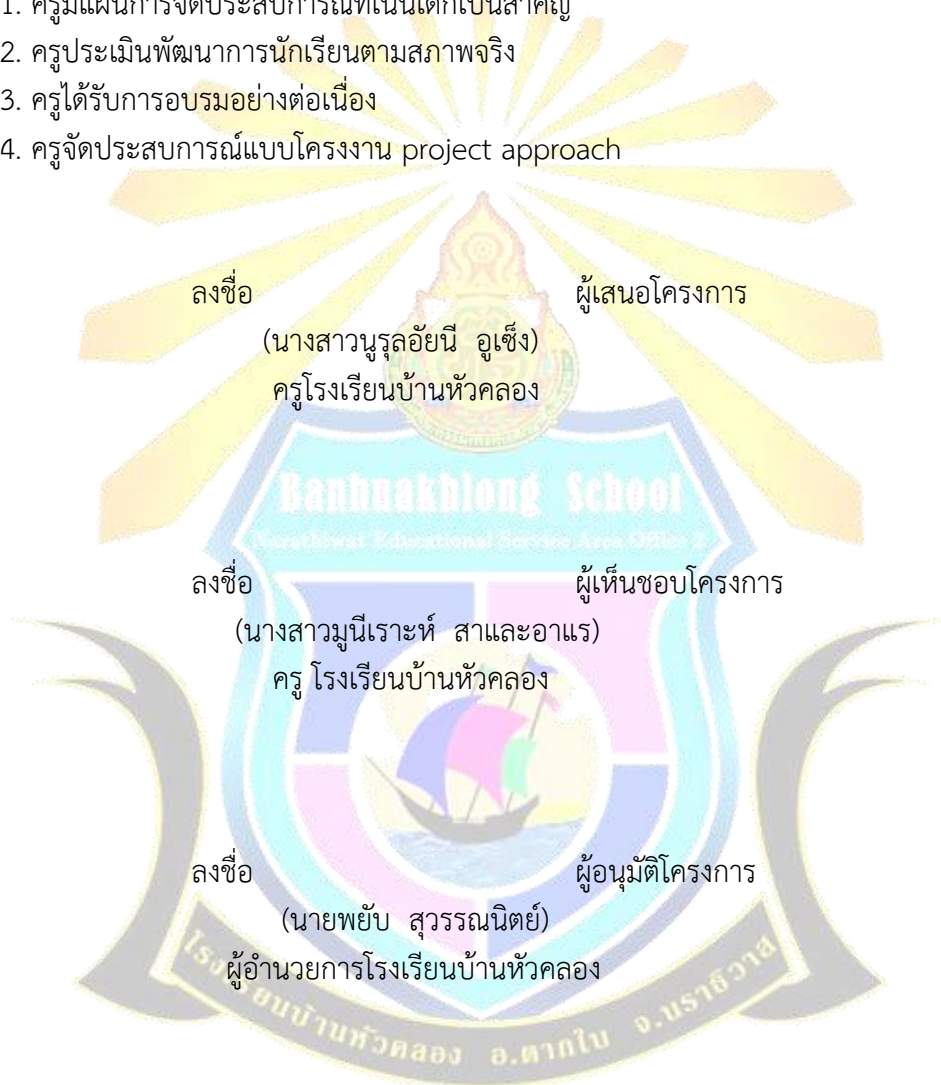 1. ครูมีแผนการจัดประสบการณ์ที่เน้นเด็กเป็นสำคัญ
2. ครูประเมินพัฒนาการนักเรียนตามสภาพจริง
3. ครูได้รับการอบรมอย่างต่อเนื่อง
4. ครูจัดประสบการณ์แบบโครงงาน project approach
ลงชื่อ ผู้เสนอโครงการ
(นางสาวนูรุลอัยนี อูเซ็ง)
ครูโรงเรียนบ้านหัวคลอง
Banhuakhlong School
Narathiwat Educational Service Area Office 2
ลงชื่อ ผู้เห็นชอบโครงการ
(นางสาวมูนีเราะห์ สาและอาแร)
ครู โรงเรียนบ้านหัวคลอง
ลงชื่อ ผู้อนุมัติโครงการ
(นายพยับ สุวรรณนิตย์)
ผู้อำนวยการโรงเรียนบ้านหัวคลอง
โรงเรียนบ้านหัวคลอง อ.ตากใบ จ.นราธิวาส